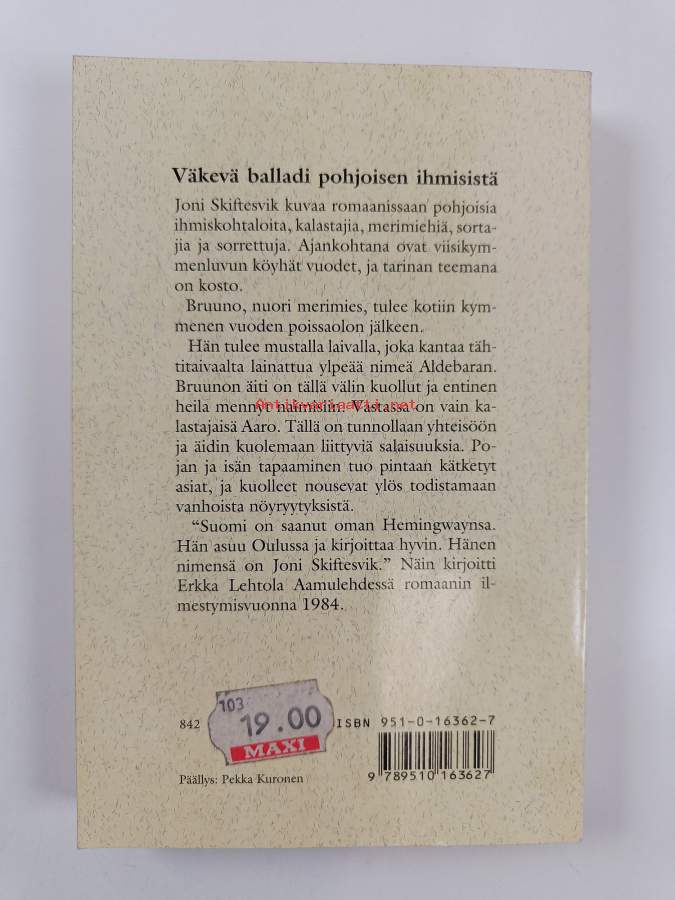 Väkevä balladi pohjoisen ihmisistä
Joni Skiftesvik kuvaa romaanissaan pohjoisia
ihmiskohtaloita, kalastajia, merimiehiä, sorta-
jia ja sorrettuja. Ajankohtana ovat viisikym-
menluvun köyhät vuodet, ja tarinan teemana
on kosto.
Bruuno, nuori merimies, tulee kotiin kym-
menen vuoden poissaolon jälkeen.
Hän tulee mustalla laivalla, joka kantaa täh-
titaivaalta lainattua ylpeää nimeä Aldebaran.
Bruunon äiti on tällä välin kuollut ja entinen
heila mennyt naimisiin. Vastassa on vain ka-
Antikvariaatti.net
lastajaisä Aaro. Tällä on tunnollaan yhteisöön
ja äidin kuolemaan liittyviä salaisuuksia. Po-
jan ja isän tapaaminen tuo pintaan kätketyt
asiat, ja kuolleet nousevat ylös todistamaan
vanhoista nöyryytyksistä.
“Suomi on saanut oman Hemingwaynsa.
Hän asuu Oulussa ja kirjoittaa hyvin. Hänen
nimensä on Joni Skiftesvik.” Näin kirjoitti
Erkka Lehtola Aamulehdessä romaanin il-
mestymisvuonna 1984.
842
103
19.00
MAXI
ISBN 951-0-16362-7
9 789510 163627
Päällys: Pekka Kuronen